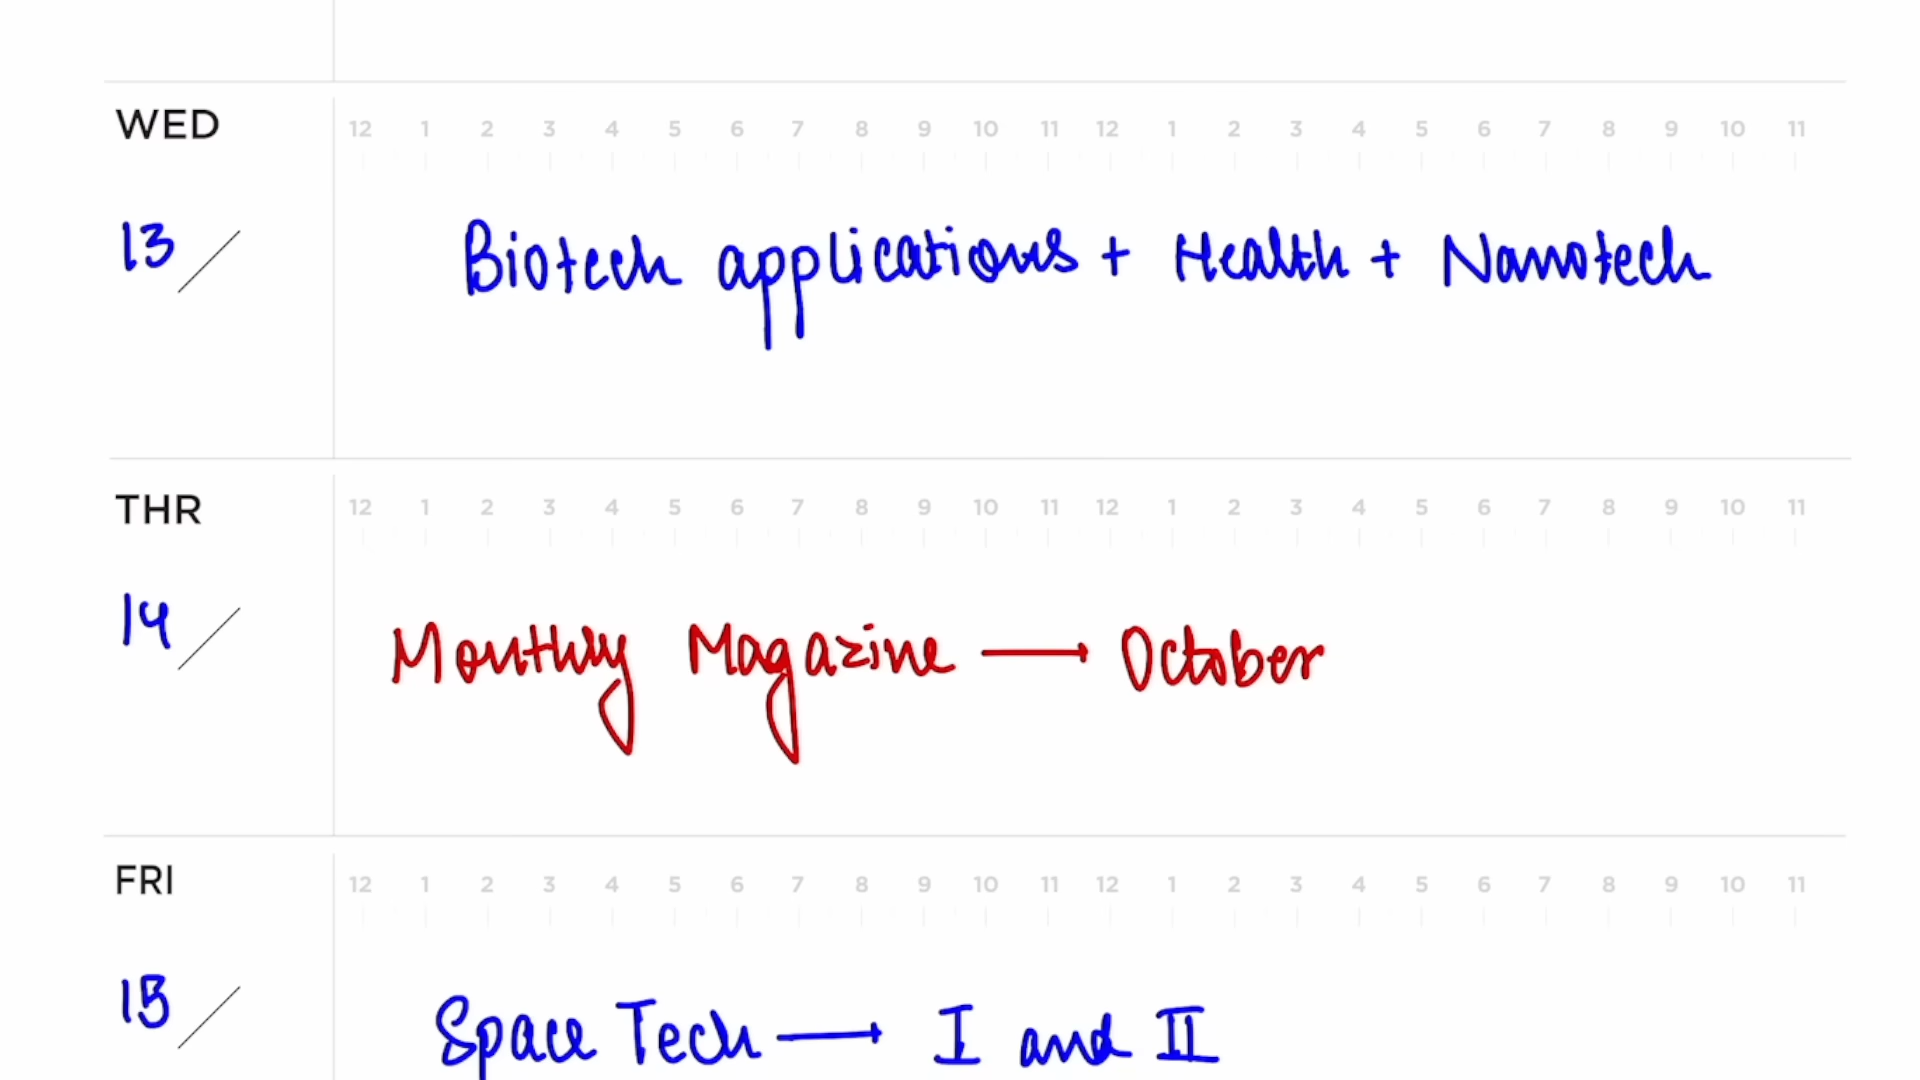 WED
12 1 2 3 4 5 6 7 8 9 10 11 12 1 2 3 4 5 6 7 8 9 10 11
13 / Biotech applications + Health + Nanotech
THR
12 1 2 3 4 5 6 7 8 9 10 11 12 1 2 3 4 5 6 7 8 9 10 11
14 / Monthly Magazine → October
FRI
12 1 2 3 4 5 6 7 8 9 10 11 12 1 2 3 4 5 6 7 8 9 10 11
15 / Space Tech → I and II